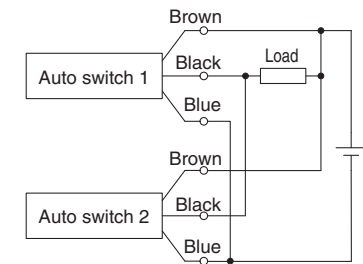 Brown
Auto switch 1
Black
Load
Blue
Brown
Auto switch 2
Black
Blue